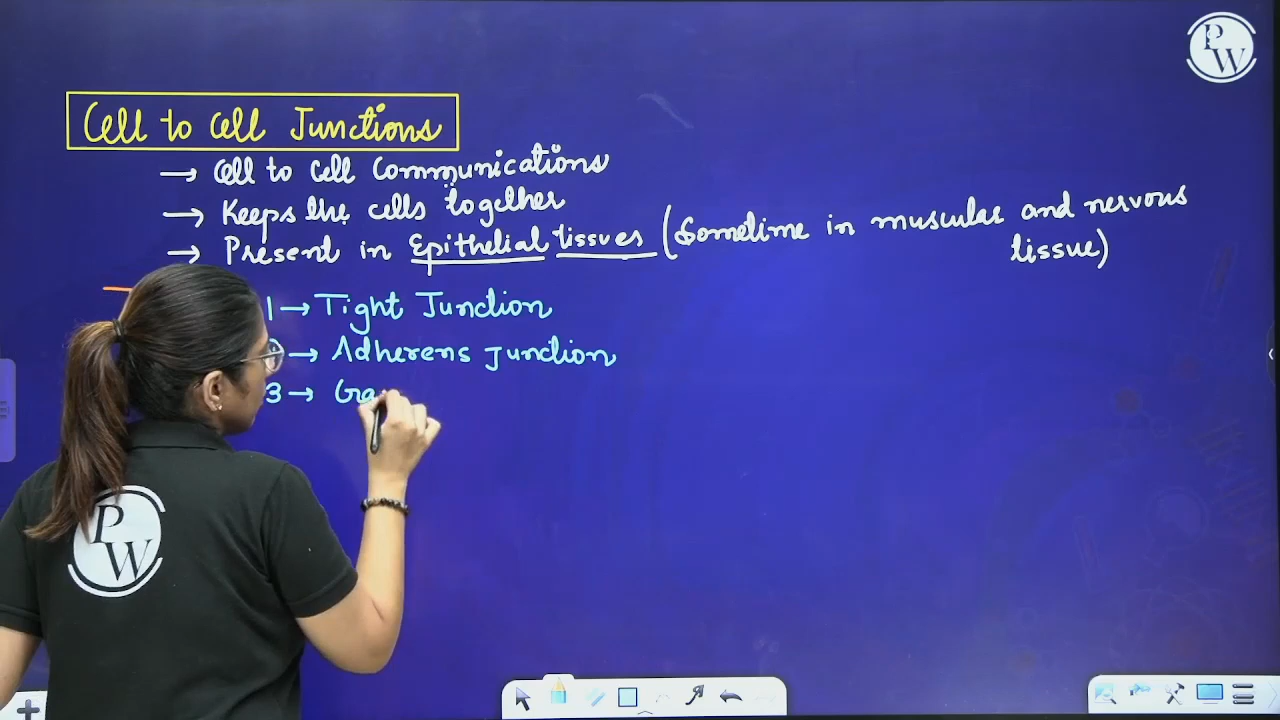 PW
Cell to Cell Junctions
→ Cell to Cell Communications
→ Keeps the cells together
→ Present in Epithelial tissues (Sometime in muscular and nervous
tissue)
1 → Tight Junction
→ Adherens Junction
3 → Ga
PW